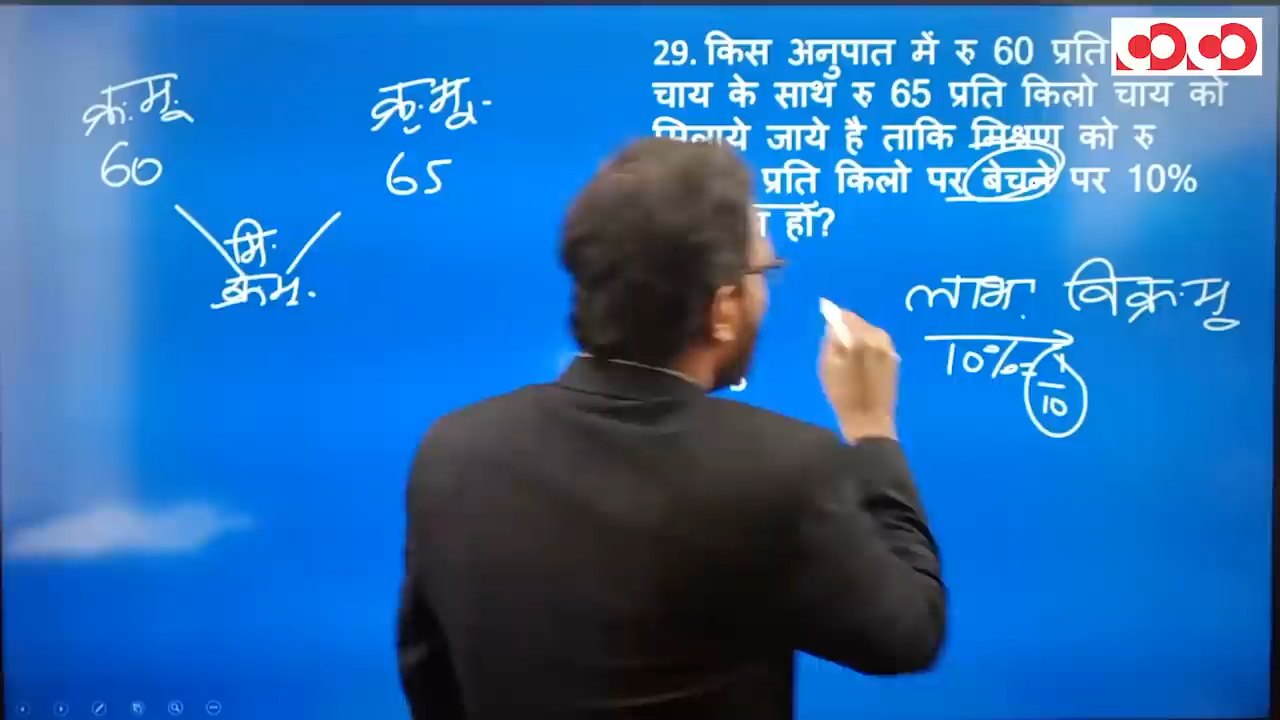 29. किस अनुपात में रु 60 प्रति
चाय के साथ रु 65 प्रति किलो चाय को
मिलाये जाये है ताकि मिश्रण को रु
प्रति किलो पर बेचने पर 10%
हो?
क्र.मू.
60
क्र.मू.
65
मि.
क्र.मू.
लाभ. विक्र.मू
10%=1/10